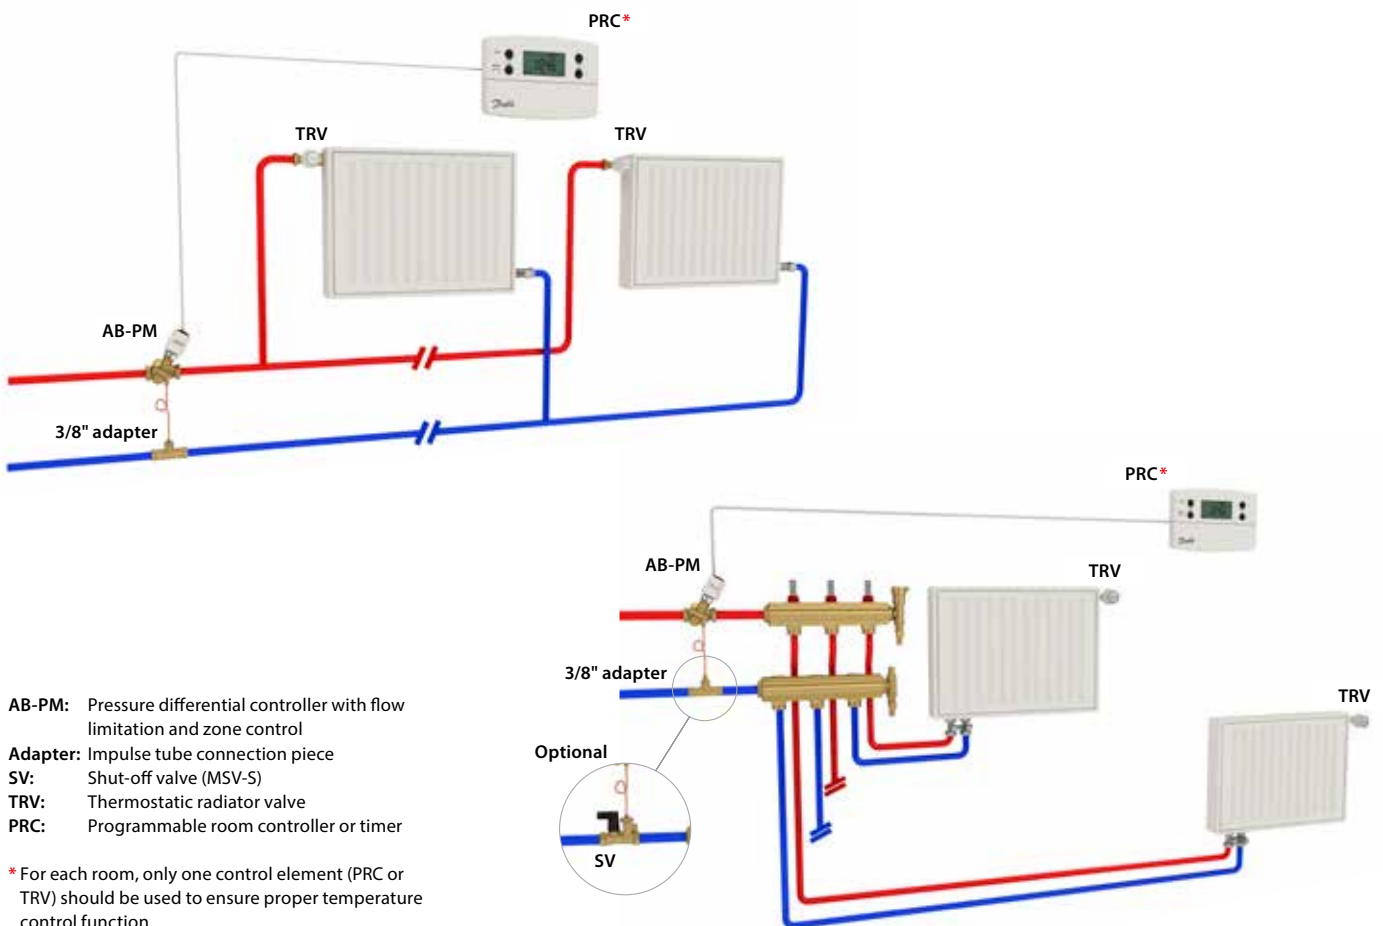 PRC*
TRV
TRV
AB-PM
3/8" adapter
PRC*
AB-PM
TRV
3/8" adapter
TRV
Optional
SV
AB-PM: Pressure differential controller with flow
limitation and zone control
Adapter: Impulse tube connection piece
SV: Shut-off valve (MSV-S)
TRV: Thermostatic radiator valve
PRC: Programmable room controller or timer
* For each room, only one control element (PRC or
TRV) should be used to ensure proper temperature
control function.